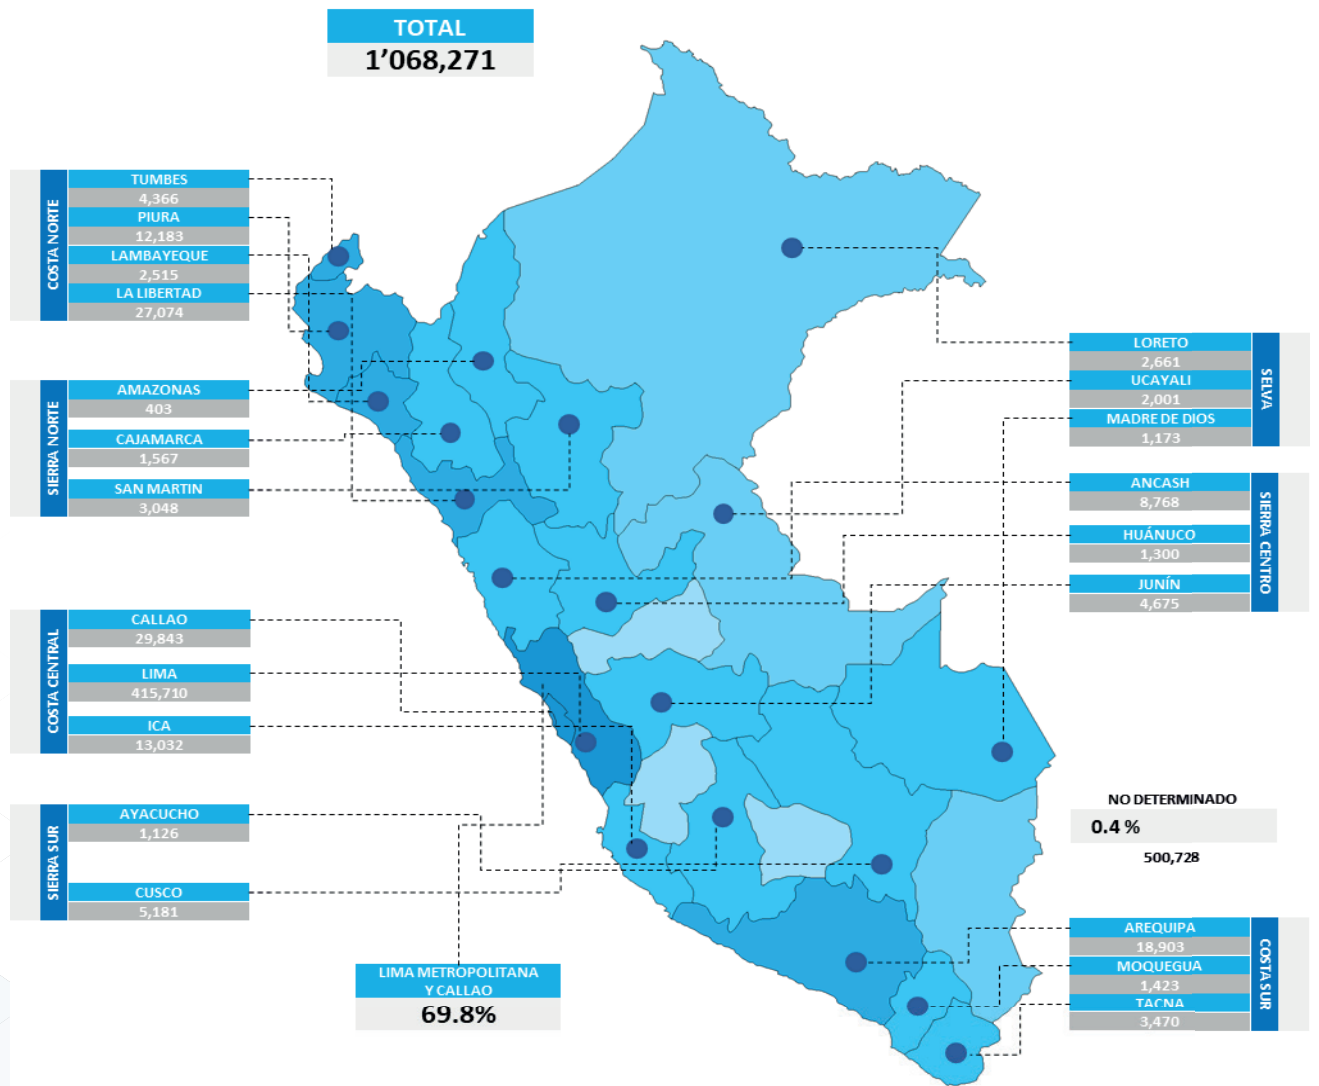 TOTAL
1’068,271
COSTA NORTE
TUMBES
4,366
PIURA
12,183
LAMBAYEQUE
2,515
LA LIBERTAD
27,074
SIERRA NORTE
AMAZONAS
403
CAJAMARCA
1,567
SAN MARTIN
3,048
COSTA CENTRAL
CALLAO
29,843
LIMA
415,710
ICA
13,032
SIERRA SUR
AYACUCHO
1,126
CUSCO
5,181
LIMA METROPOLITANA
Y CALLAO
69.8%
SELVA
LORETO
2,661
UCAYALI
2,001
MADRE DE DIOS
1,173
SIERRA CENTRO
ANCASH
8,768
HUÁNUCO
1,300
JUNÍN
4,675
NO DETERMINADO
0.4 %
500,728
COSTA SUR
AREQUIPA
18,903
MOQUEGUA
1,423
TACNA
3,470